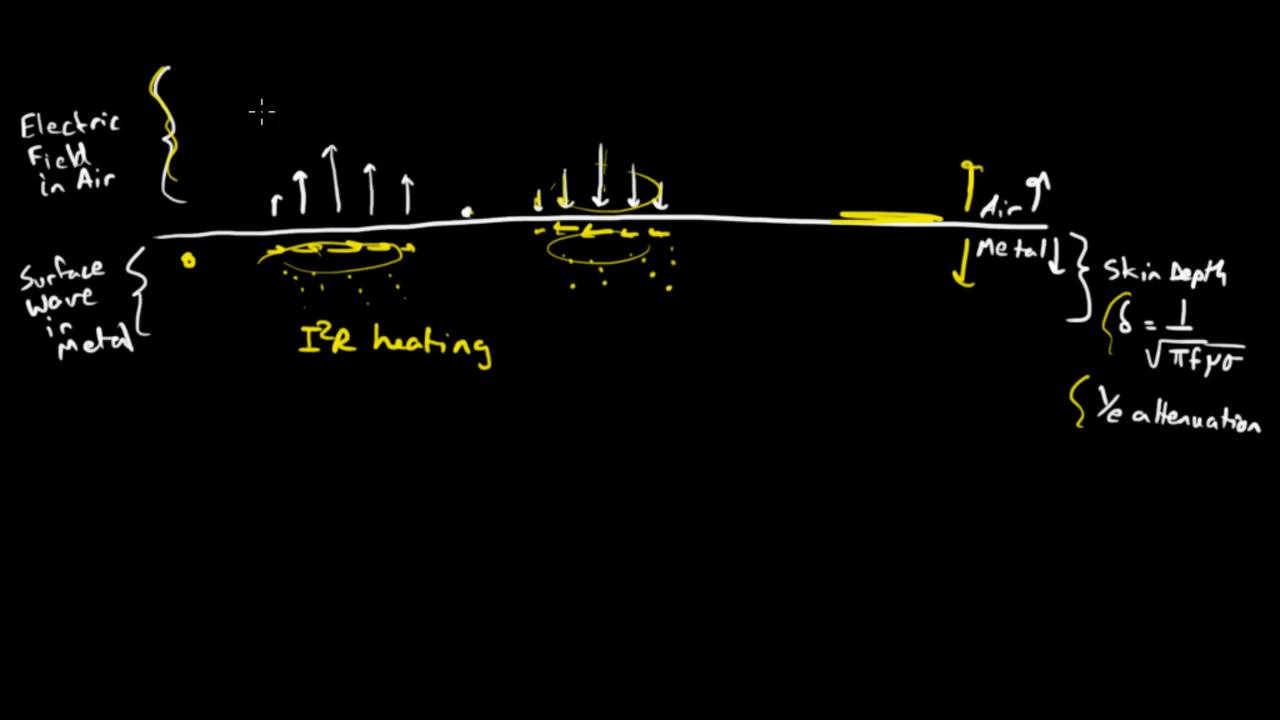 Electric
Field
in Air
Air
Metal
Surface
Wave
in
Metal
I²R heating
Skin Depth
δ = 1
√πfμσ
1/e attenuation